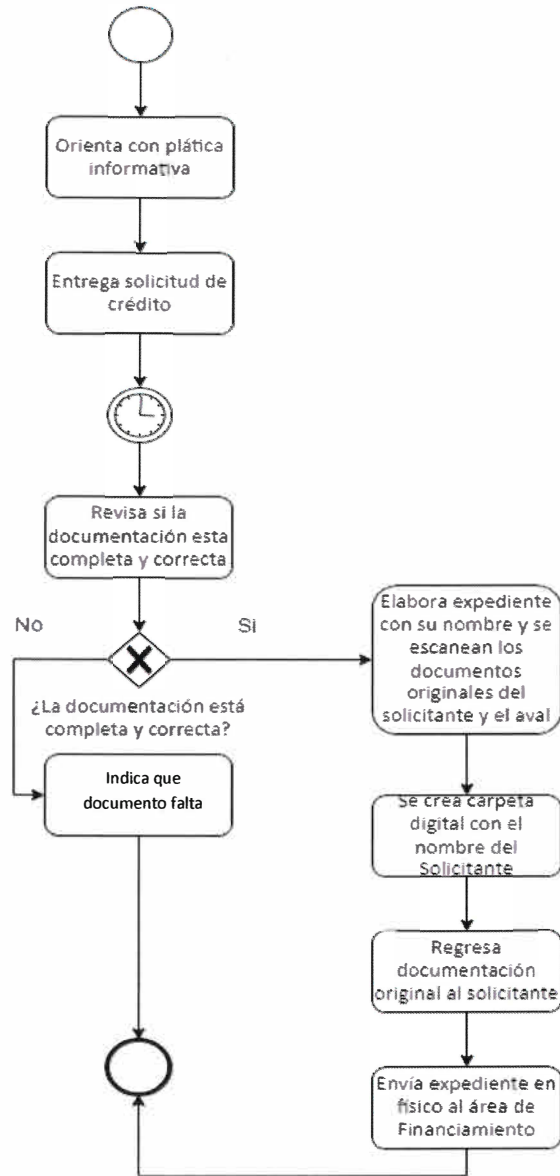 Orienta con plática
informativa
Entrega solicitud de
crédito
Revisa si la
documentación esta
completa y correcta
No
Si
¿La documentación está
completa y correcta?
Indica que
documento falta
Elabora expediente
con su nombre y se
escanean los
documentos
originales del
solicitante y el aval
Se crea carpeta
digital con el
nombre del
Solicitante
Regresa
documentación
original al solicitante
Envía expediente en
físico al área de
Financiamiento